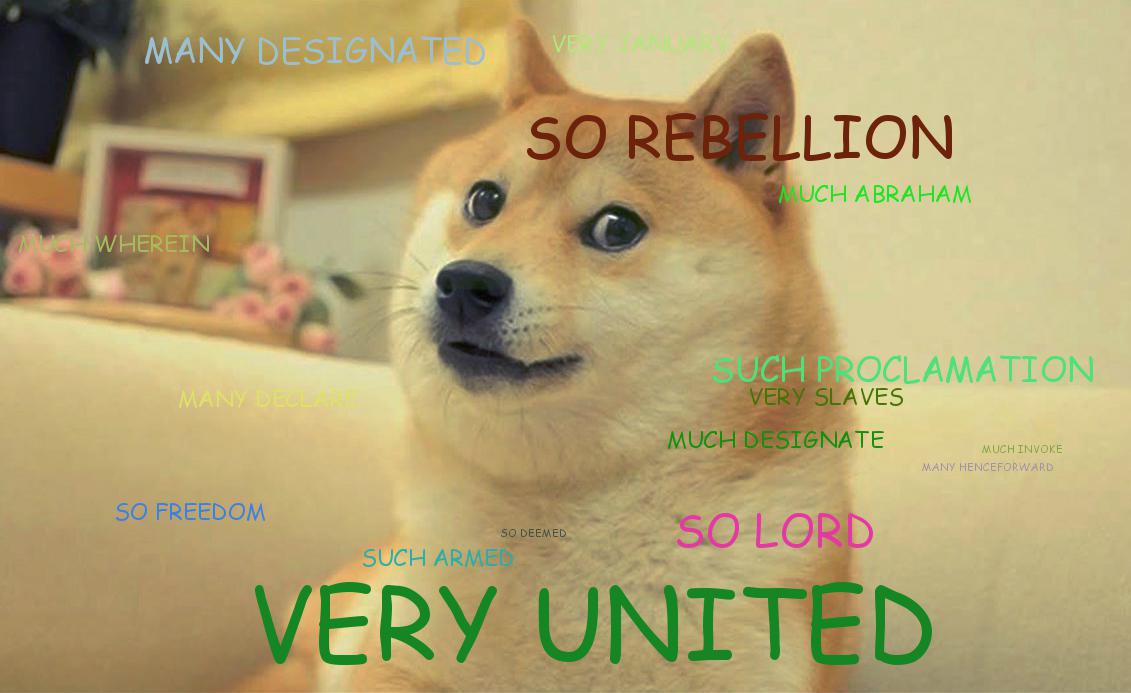 MANY DESIGNATED
VERY JANUARY
SO REBELLION
MUCH ABRAHAM
MUCH WHEREIN
SUCH PROCLAMATION
MANY DECLARE
VERY SLAVES
MUCH DESIGNATE
MUCH INVOKE
MANY HENCEFORWARD
SO FREEDOM
SO DEEMED
SO LORD
SUCH ARMED
VERY UNITED